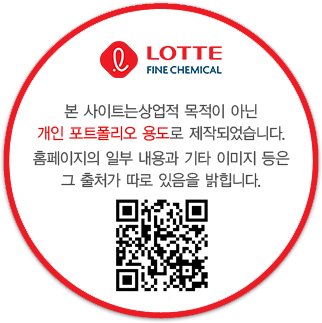 LOTTE
FINE CHEMICAL
본 사이트는상업적 목적이 아닌
개인 포트폴리오 용도로 제작되었습니다.
홈페이지의 일부 내용과 기타 이미지 등은
그 출처가 따로 있음을 밝힙니다.